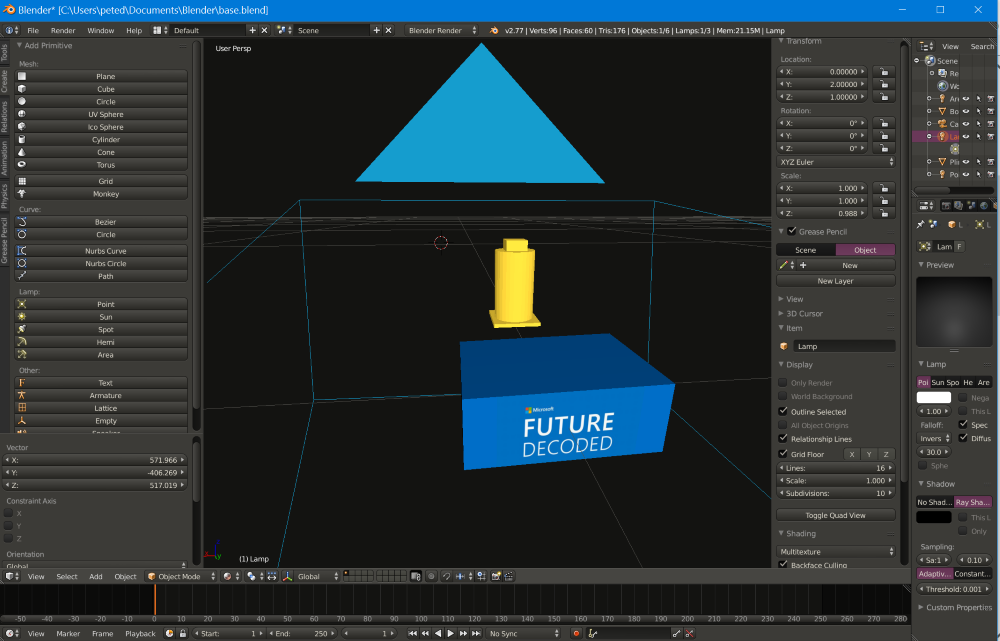 Blender* [C:\Users\peted\Documents\Blender\base.blend]
File Render Window Help Default Scene Blender Render v2.77 | Verts:96 | Faces:60 | Tris:176 | Objects:1/6 | Lamps:1/3 | Mem:21.15M | Lamp
Tools
Create
Relations
Animation
Physics
Grease Pencil
Add Primitive
Mesh:
Plane
Cube
Circle
UV Sphere
Ico Sphere
Cylinder
Cone
Torus
Grid
Monkey
Curve:
Bezier
Circle
Nurbs Curve
Nurbs Circle
Path
Lamp:
Point
Sun
Spot
Hemi
Area
Other:
Text
Armature
Lattice
Empty
Speaker
Vector
X: 571.966
Y: -406.269
Z: 517.019
Constraint Axis
X
Y
Z
Orientation
Global
User Persp
Microsoft
FUTURE
DECODED
(1) Lamp
View Select Add Object Object Mode Global
Transform
Location:
X: 0.00000
Y: 2.00000
Z: 1.00000
Rotation:
X: 0°
Y: 0°
Z: 0°
XYZ Euler
Scale:
X: 1.000
Y: 1.000
Z: 0.988
Grease Pencil
Scene Object
New
New Layer
View
3D Cursor
Item
Lamp
Display
Only Render
World Background
Outline Selected
All Object Origins
Relationship Lines
Grid Floor X Y Z
Lines: 16
Scale: 1.000
Subdivisions: 10
Toggle Quad View
Shading
Multitexture
Backface Culling
View Search
Scene
Re
Wo
Ar
Bo
Ca
La
Pli
Po
L L
Lam F
Preview
Lamp
Poi Sun Spo He Are
Nega
1.00 This L
Falloff: Spec
Invers Diffus
30.0
Sphe
Shadow
No Shad... Ray Sha...
This L
Only
Sampling:
Sa:1 0.10
Adaptiv... Constant...
Threshold: 0.001
Custom Properties
-50 -40 -30 -20 -10 0 10 20 30 40 50 60 70 80 90 100 110 120 130 140 150 160 170 180 190 200 210 220 230 240 250 260 270 280
View Marker Frame Playback Start: 1 End: 250 1 No Sync